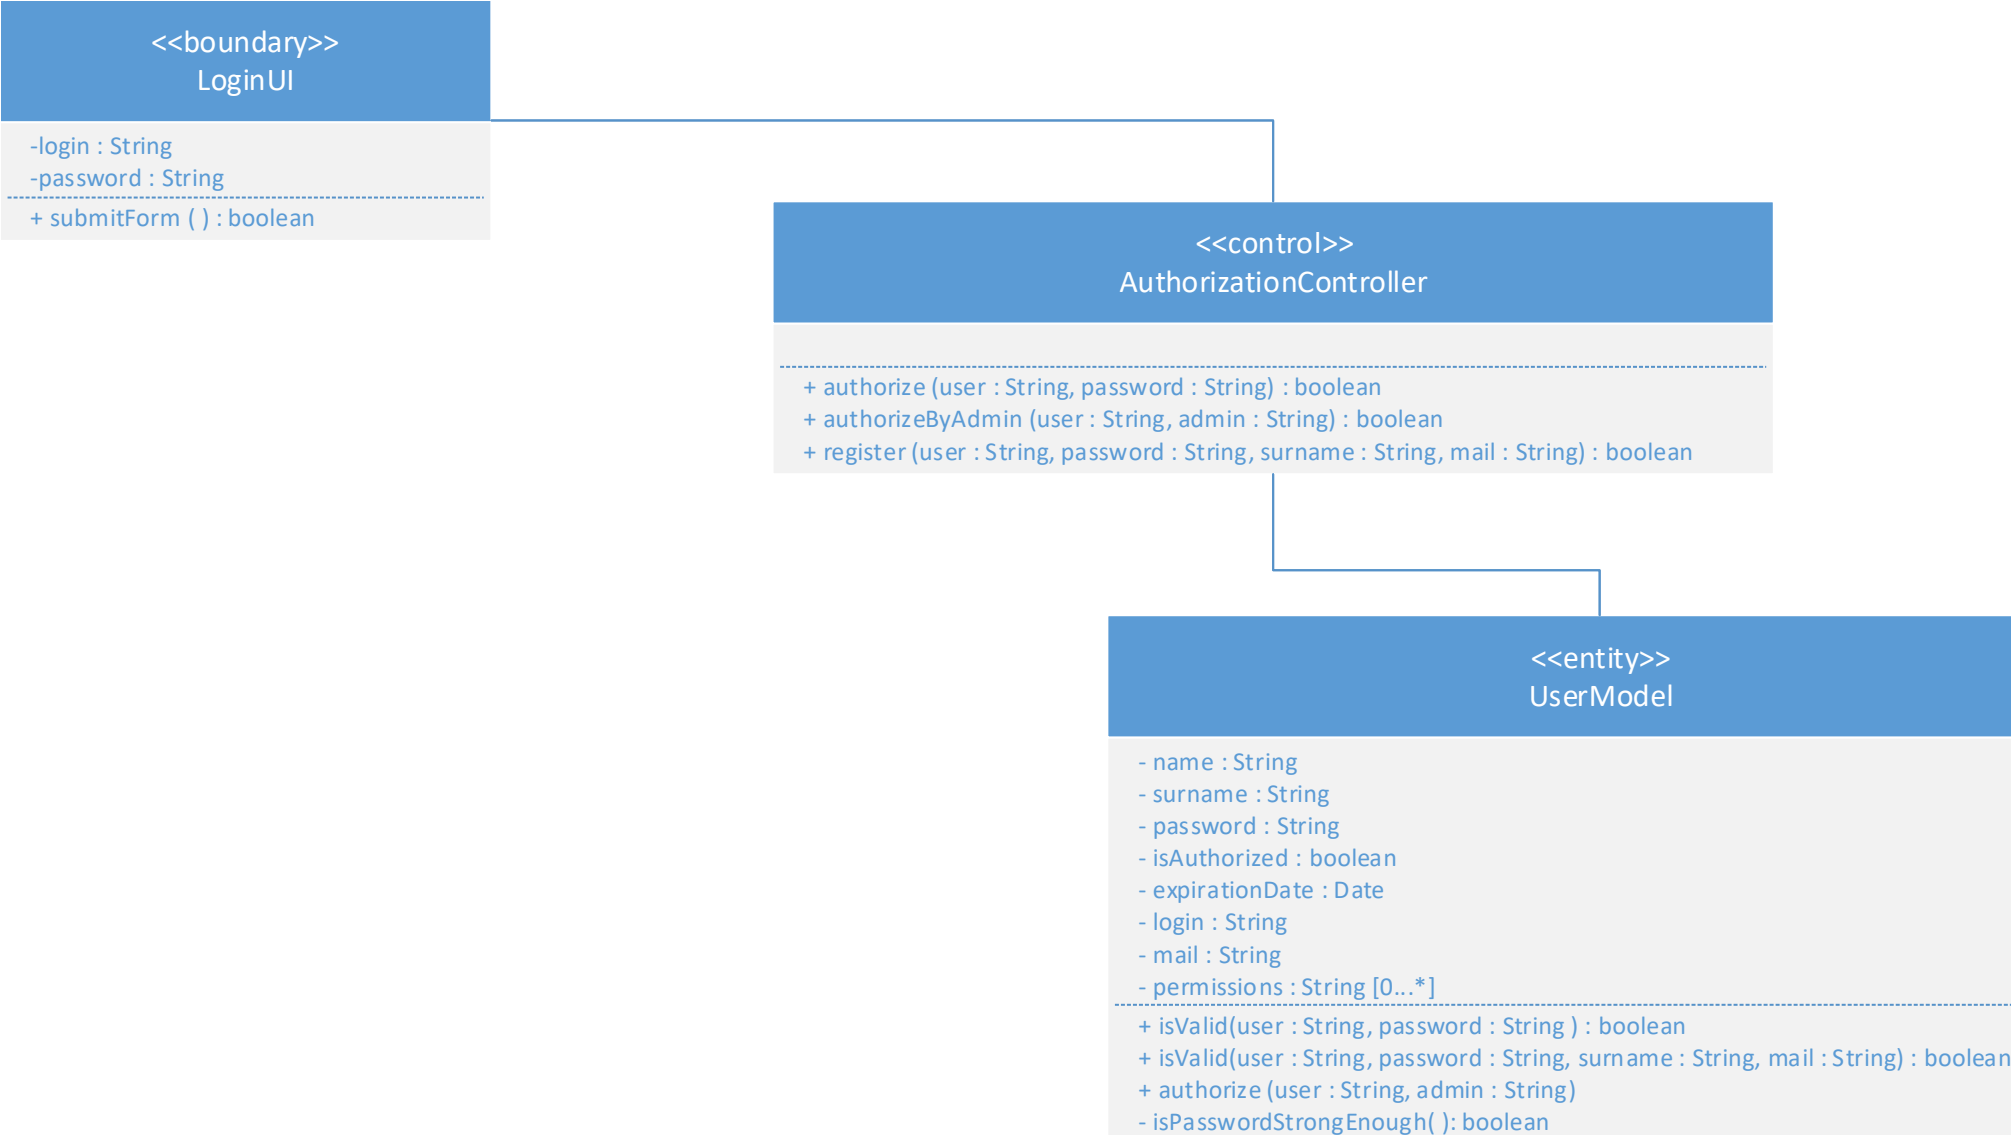 <<boundary>>
LoginUI
-login : String
-password : String
+ submitForm ( ) : boolean
<<control>>
AuthorizationController
+ authorize (user : String, password : String) : boolean
+ authorizeByAdmin (user : String, admin : String) : boolean
+ register (user : String, password : String, surname : String, mail : String) : boolean
<<entity>>
UserModel
- name : String
- surname : String
- password : String
- isAuthorized : boolean
- expirationDate : Date
- login : String
- mail : String
- permissions : String [0...*]
+ isValid(user : String, password : String ) : boolean
+ isValid(user : String, password : String, surname : String, mail : String) : boolean
+ authorize (user : String, admin : String)
- isPasswordStrongEnough( ): boolean